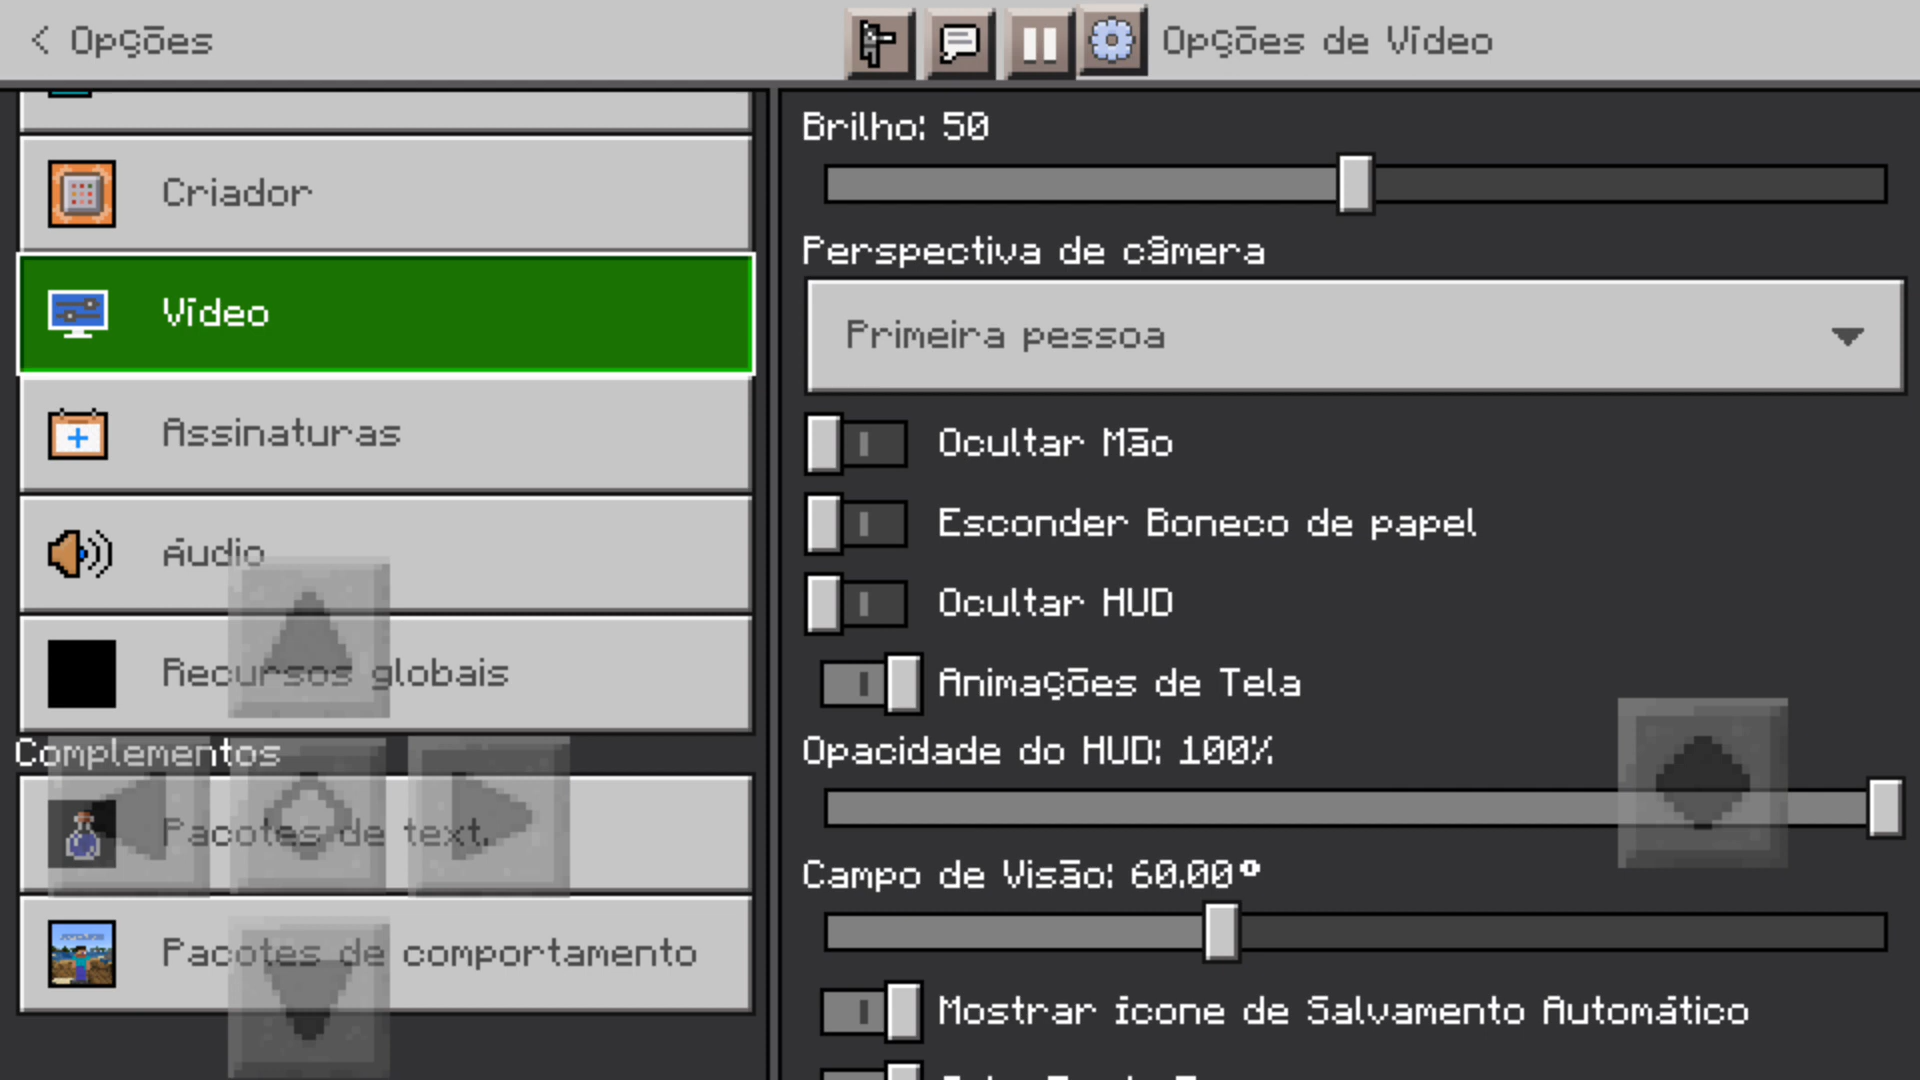 Opções
Opções de Vídeo
Criador
Vídeo
Assinaturas
áudio
Recursos globais
Complementos
Pacotes de text.
Pacotes de comportamento
Brilho: 50
Perspectiva de câmera
Primeira pessoa
Ocultar Mão
Esconder Boneco de papel
Ocultar HUD
Animações de Tela
Opacidade do HUD: 100%
Campo de Visão: 60.00°
Mostrar ícone de Salvamento Automático